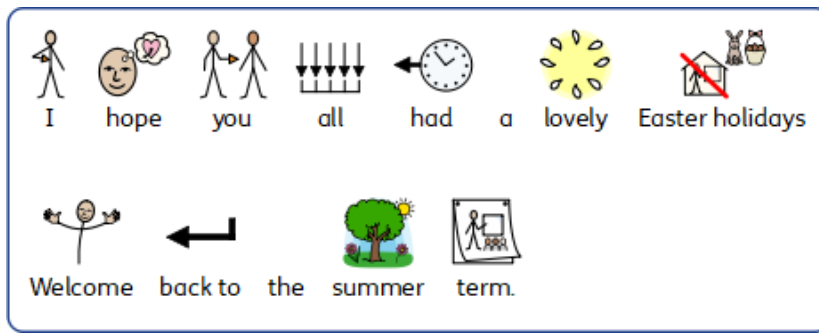 I hope you all had a lovely Easter holidays
Welcome back to the summer term.